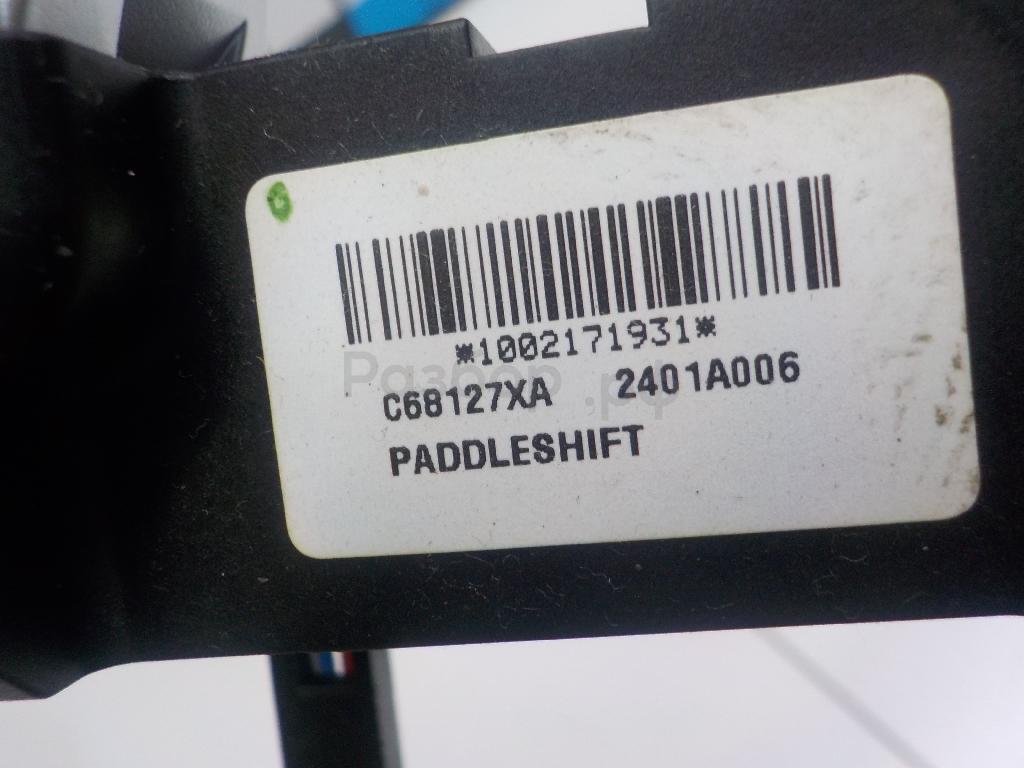 *1002171931*
Разбор.рф
C68127XA 2401A006
PADDLESHIFT